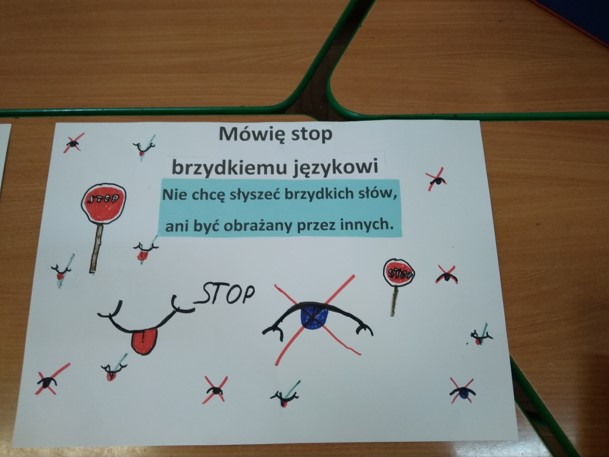 Mówię stop
brzydkiemu językowi
Nie chcę słyszeć brzydkich słów,
ani być obrażany przez innych.
STOP
STOP
STOP